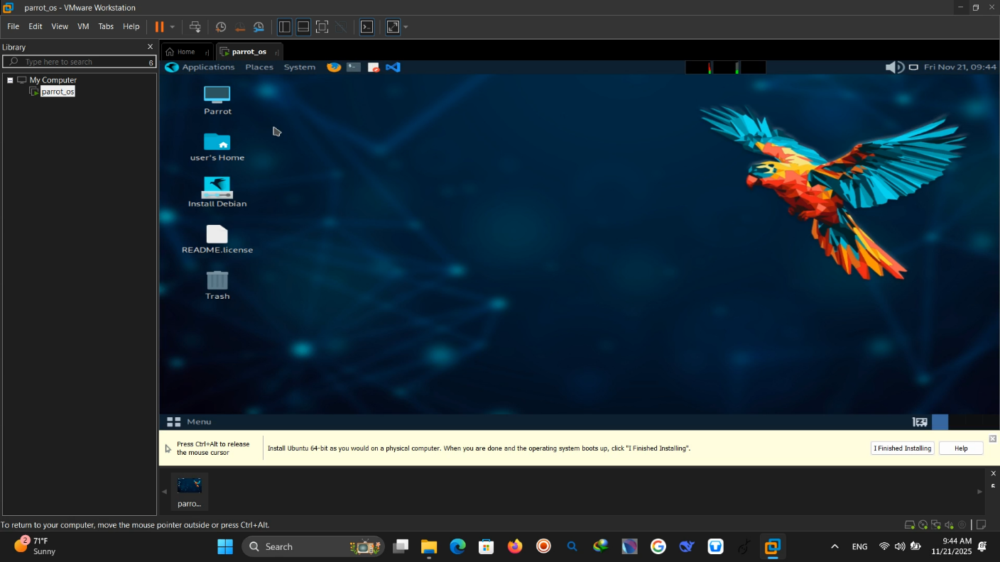 parrot_os - VMware Workstation
File Edit View VM Tabs Help
Library
Type here to search
My Computer
parrot_os
Home
parrot_os
Applications Places System
Fri Nov 21, 09:44
Parrot
user's Home
Install Debian
README.license
Trash
Menu
Press Ctrl+Alt to release
the mouse cursor
Install Ubuntu 64-bit as you would on a physical computer. When you are done and the operating system boots up, click "I Finished Installing".
I Finished Installing
Help
parro...
To return to your computer, move the mouse pointer outside or press Ctrl+Alt.
2
71°F
Sunny
Search
ENG
9:44 AM
11/21/2025